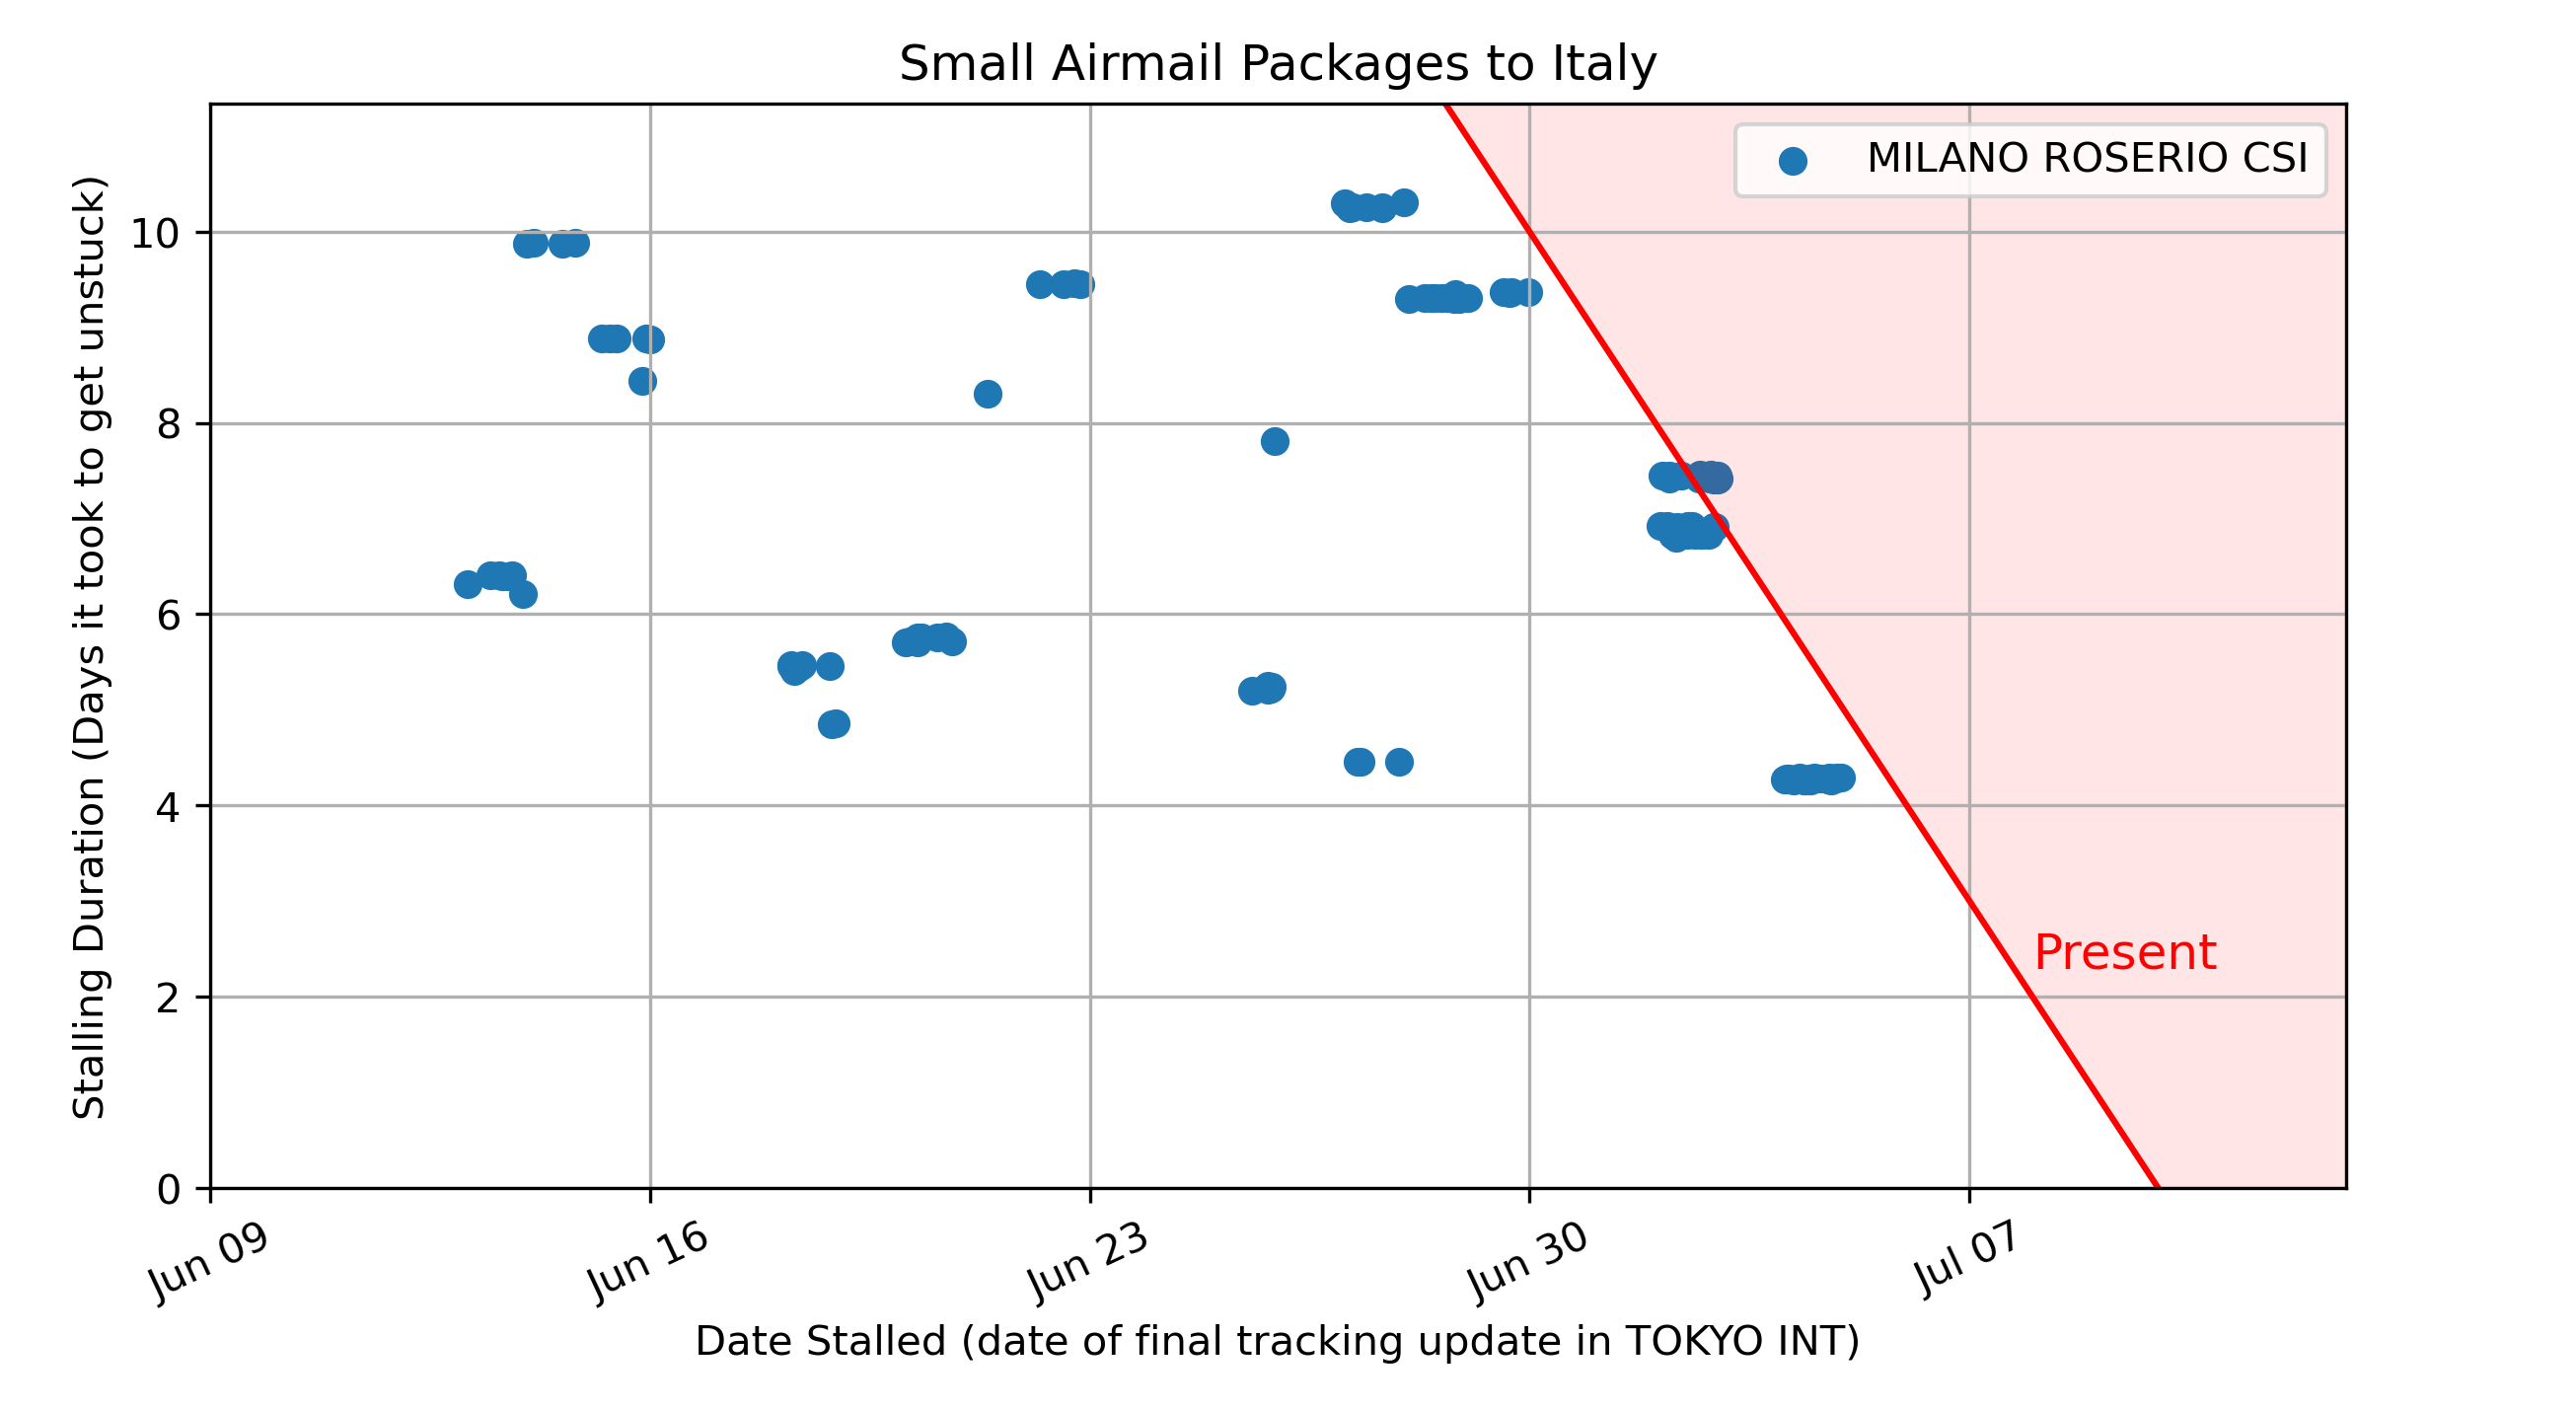 Small Airmail Packages to Italy
MILANO ROSERIO CSI
Stalling Duration (Days it took to get unstuck)
10
8
6
4
2
0
Present
Jun 09
Jun 16
Jun 23
Jun 30
Jul 07
Date Stalled (date of final tracking update in TOKYO INT)